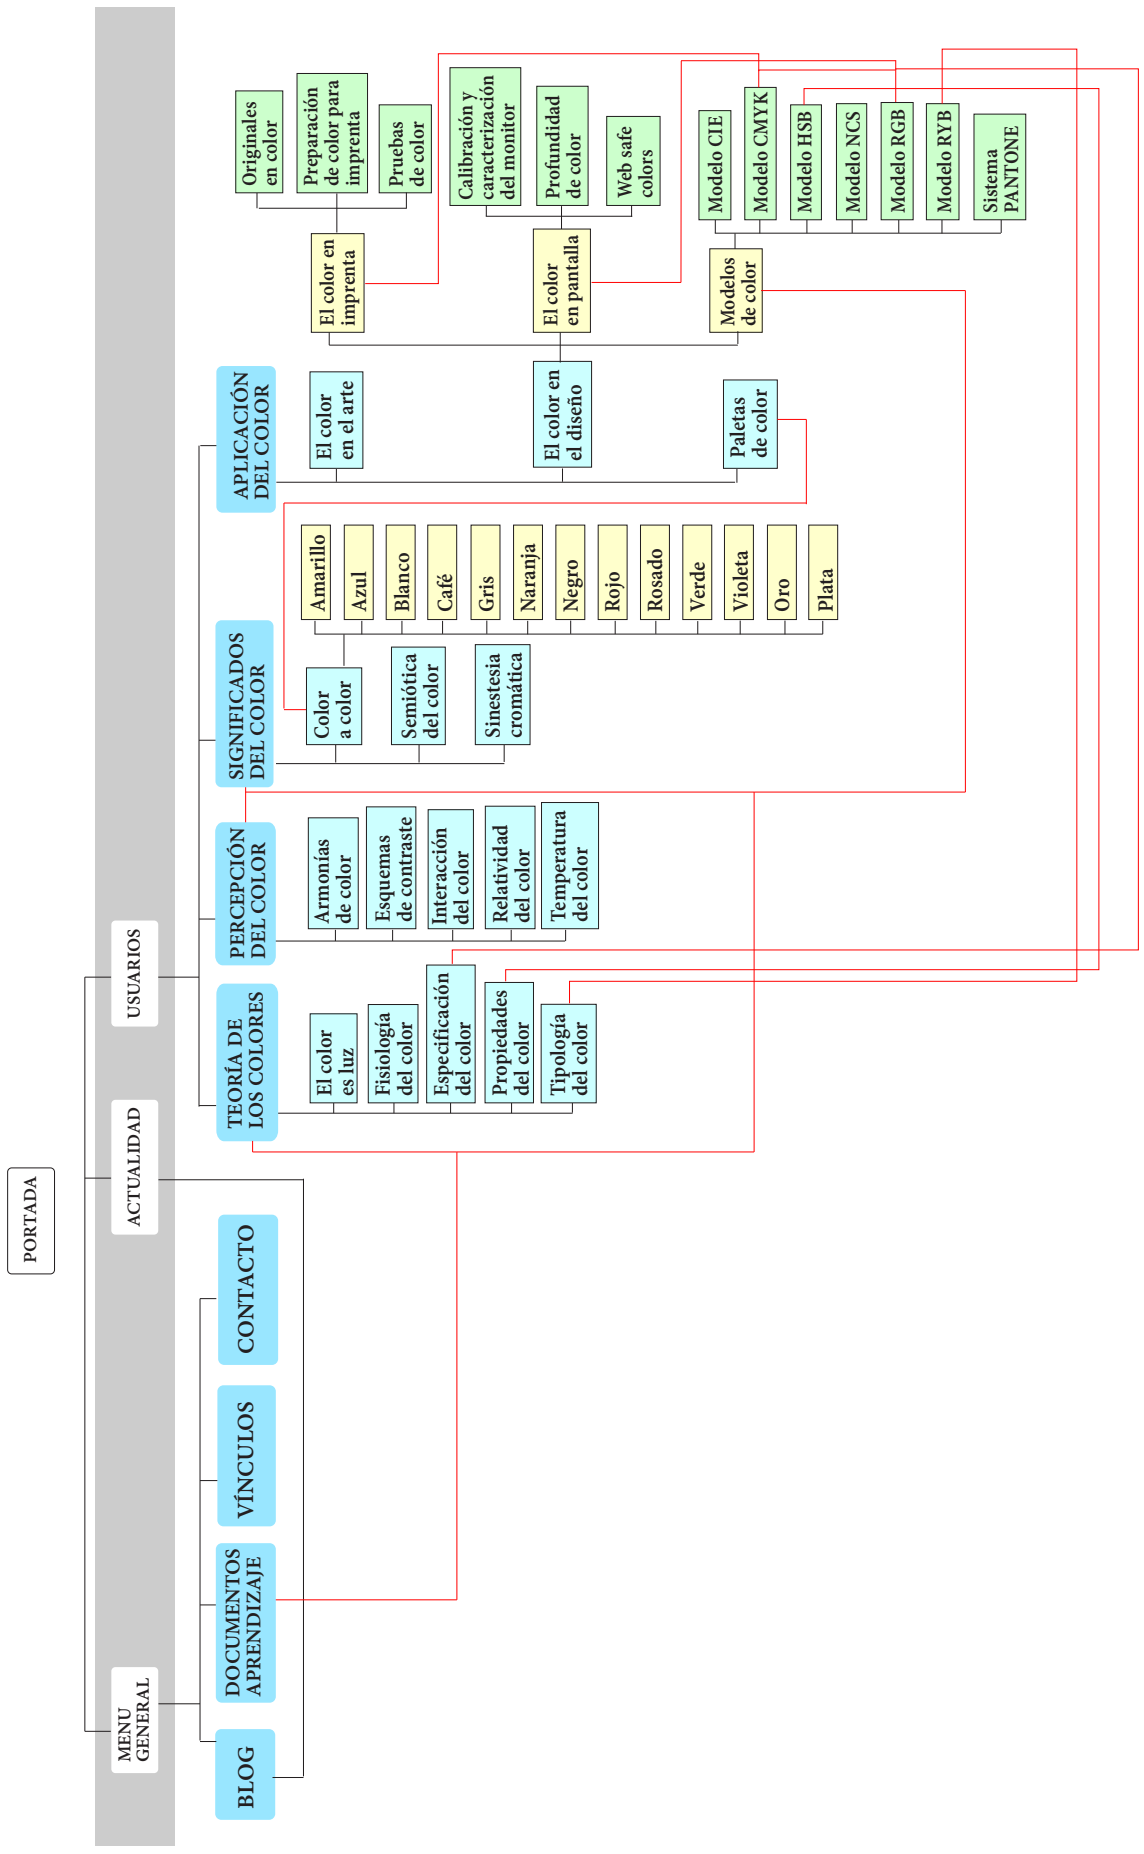 PORTADA
MENU
GENERAL
ACTUALIDAD
USUARIOS
BLOG
DOCUMENTOS
APRENDIZAJE
VÍNCULOS
CONTACTO
TEORÍA DE
LOS COLORES
PERCEPCIÓN
DEL COLOR
SIGNIFICADOS
DEL COLOR
APLICACIÓN
DEL COLOR
El color
es luz
Fisiología
del color
Especificación
del color
Propiedades
del color
Tipología
del color
Armonías
de color
Esquemas
de contraste
Interacción
del color
Relatividad
del color
Temperatura
del color
Color
a color
Semiótica
del color
Sinestesia
cromática
Amarillo
Azul
Blanco
Café
Gris
Naranja
Negro
Rojo
Rosado
Verde
Violeta
Oro
Plata
El color
en el arte
El color en
el diseño
Paletas
de color
El color en
imprenta
El color
en pantalla
Modelos
de color
Originales
en color
Preparación
de color para
imprenta
Pruebas
de color
Calibración y
caracterización
del monitor
Profundidad
de color
Web safe
colors
Modelo CIE
Modelo CMYK
Modelo HSB
Modelo NCS
Modelo RGB
Modelo RYB
Sistema
PANTONE